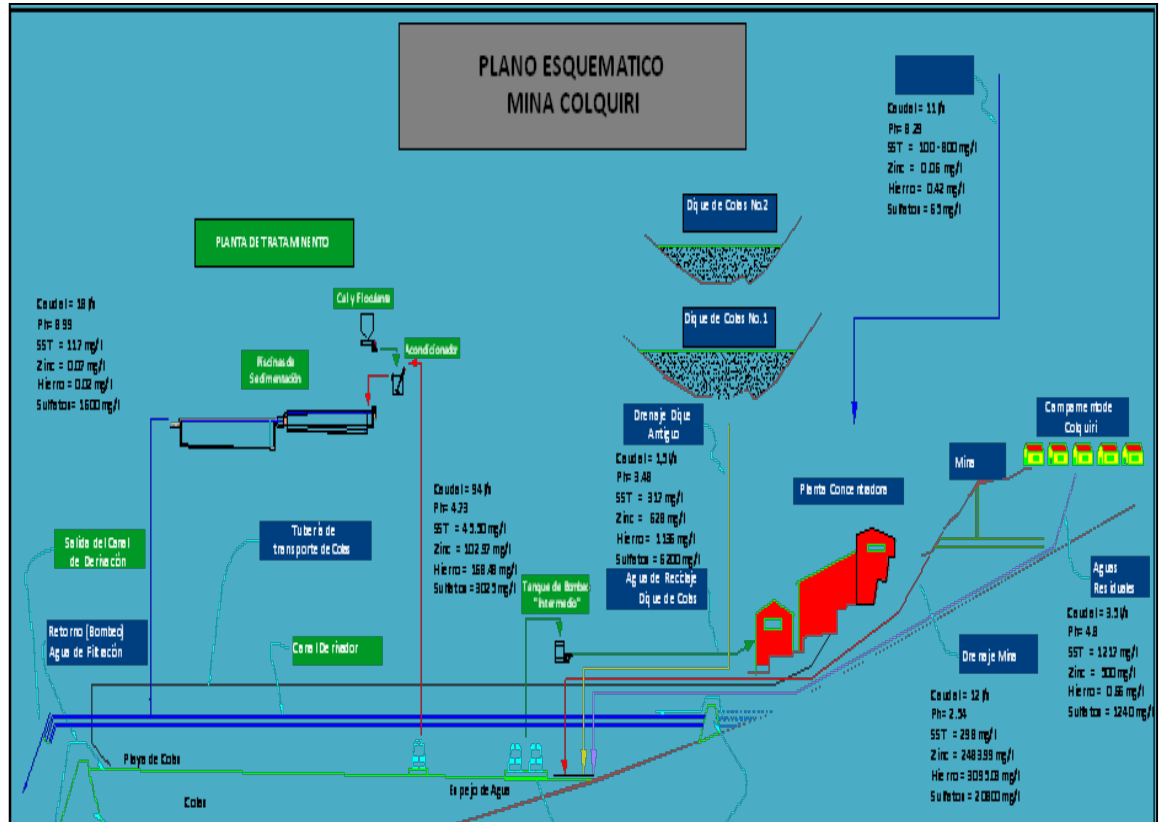 PLANO ESQUEMATICO
MINA COLQUIRI
Caudal = 11 l/h
Ph= 8.29
SST = 100-800 mg/l
Zinc = 0.06 mg/l
Hierro = 0.42 mg/l
Sulfatos = 65 mg/l
Dique de Colas No.2
Dique de Colas No.1
PLANTA DE TRATAMINENTO
Cal y Floculante
Acondicionador
Piscinas de
Sedimentación
Caudal = 18 l/h
Ph= 8.99
SST = 117 mg/l
Zinc = 0.07 mg/l
Hierro = 0.02 mg/l
Sulfatos= 1600 mg/l
Drenaje Dique
Antiguo
Caudal = 1,5 l/h
Ph= 3.48
SST = 317 mg/l
Zinc = 628 mg/l
Hierro = 1136 mg/l
Sulfatos = 6200 mg/l
Agua de Reciclaje
Dique de Colas
Caudal = 94 l/h
Ph= 4.73
SST = 45.50 mg/l
Zinc = 102.97 mg/l
Hierro = 168.48 mg/l
Sulfatos = 3025 mg/l
Tanque de Bombeo
"Intermedio"
Planta Concentradora
Mina
Campamento de
Colquiri
Aguas
Residuales
Caudal = 3.5 l/h
Ph= 4.8
SST = 1217 mg/l
Zinc = 500 mg/l
Hierro = 0.66 mg/l
Sulfatos = 1240 mg/l
Drenaje Mina
Caudal = 12 l/h
Ph= 2.54
SST = 298 mg/l
Zinc = 2483.99 mg/l
Hierro = 3095.03 mg/l
Sulfatos = 20800 mg/l
Salida del Canal
de Derivación
Tubería de
transporte de Colas
Retorno (Bombeo)
Agua de Filtración
Canal Derivador
Playa de Colas
Colas
Espejo de Agua